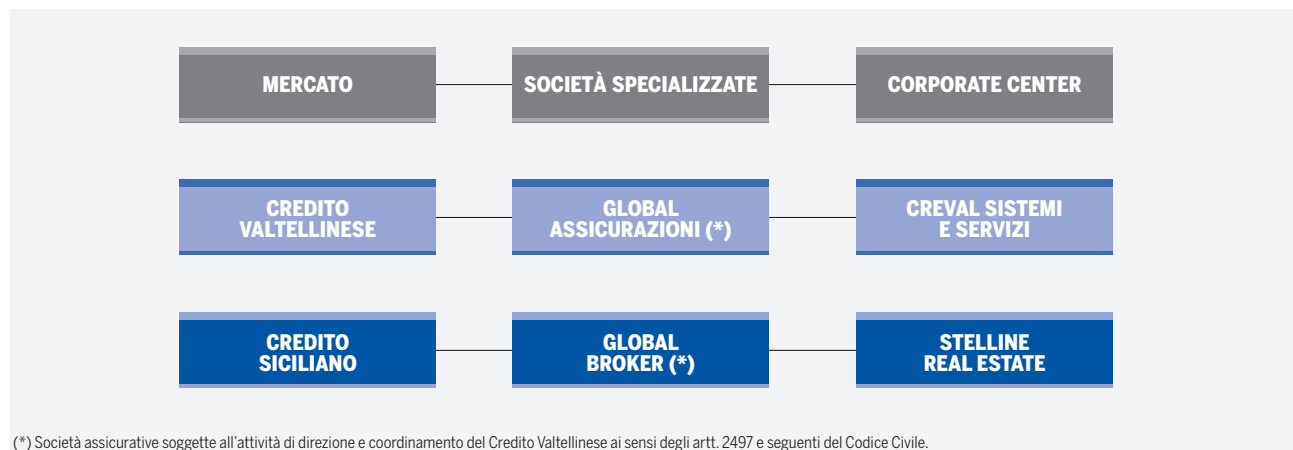 MERCATO
SOCIETÀ SPECIALIZZATE
CORPORATE CENTER
CREDITO
VALTELLINESE
GLOBAL
ASSICURAZIONI (*)
CREVAL SISTEMI
E SERVIZI
CREDITO
SICILIANO
GLOBAL
BROKER (*)
STELLINE
REAL ESTATE
(*) Società assicurative soggette all'attività di direzione e coordinamento del Credito Valtellinese ai sensi degli artt. 2497 e seguenti del Codice Civile.